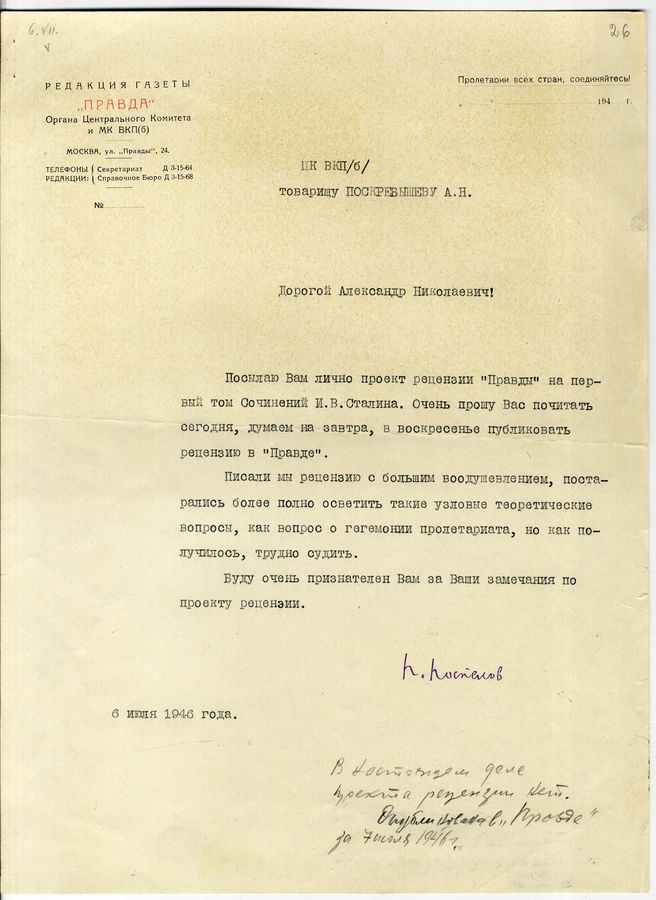 6.VII.
V
26
РЕДАКЦИЯ ГАЗЕТЫ
„ПРАВДА"
Органа Центрального Комитета
и МК ВКП(б)
МОСКВА, ул. „Правды", 24.
ТЕЛЕФОНЫ ( Секретариат Д 3-15-64
РЕДАКЦИИ: ( Справочное Бюро Д 3-15-68
№
Пролетарии всех стран, соединяйтесь!
194 г.
ЦК ВКП/б/
товарищу ПОСКРЕБЫШЕВУ А.Н.
Дорогой Александр Николаевич!
Посылаю Вам лично проект рецензии "Правды" на пер-
вый том Сочинений И.В.Сталина. Очень прошу Вас почитать
сегодня, думаем на завтра, в воскресенье публиковать
рецензию в "Правде".
Писали мы рецензию с большим воодушевлением, поста-
рались более полно осветить такие узловые теоретические
вопросы, как вопрос о гегемонии пролетариата, но как по-
лучилось, трудно судить.
Буду очень признателен Вам за Ваши замечания по
проекту рецензии.
П. Поспелов
6 июля 1946 года.
В настоящем деле
проекта рецензии нет.
Опубликована в „Правде"
за 7 июля 1946 г.